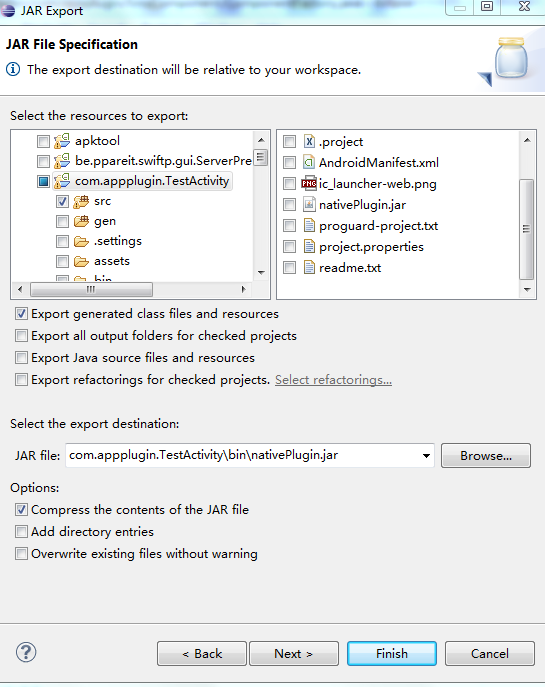 JAR Export
JAR File Specification
The export destination will be relative to your workspace.
Select the resources to export:
apktool
be.ppareit.swiftp.gui.ServerPre
com.appplugin.TestActivity
src
gen
.settings
assets
bin
.project
AndroidManifest.xml
ic_launcher-web.png
nativePlugin.jar
proguard-project.txt
project.properties
readme.txt
Export generated class files and resources
Export all output folders for checked projects
Export Java source files and resources
Export refactorings for checked projects. Select refactorings...
Select the export destination:
JAR file: com.appplugin.TestActivity\bin\nativePlugin.jar Browse...
Options:
Compress the contents of the JAR file
Add directory entries
Overwrite existing files without warning
? < Back Next > Finish Cancel